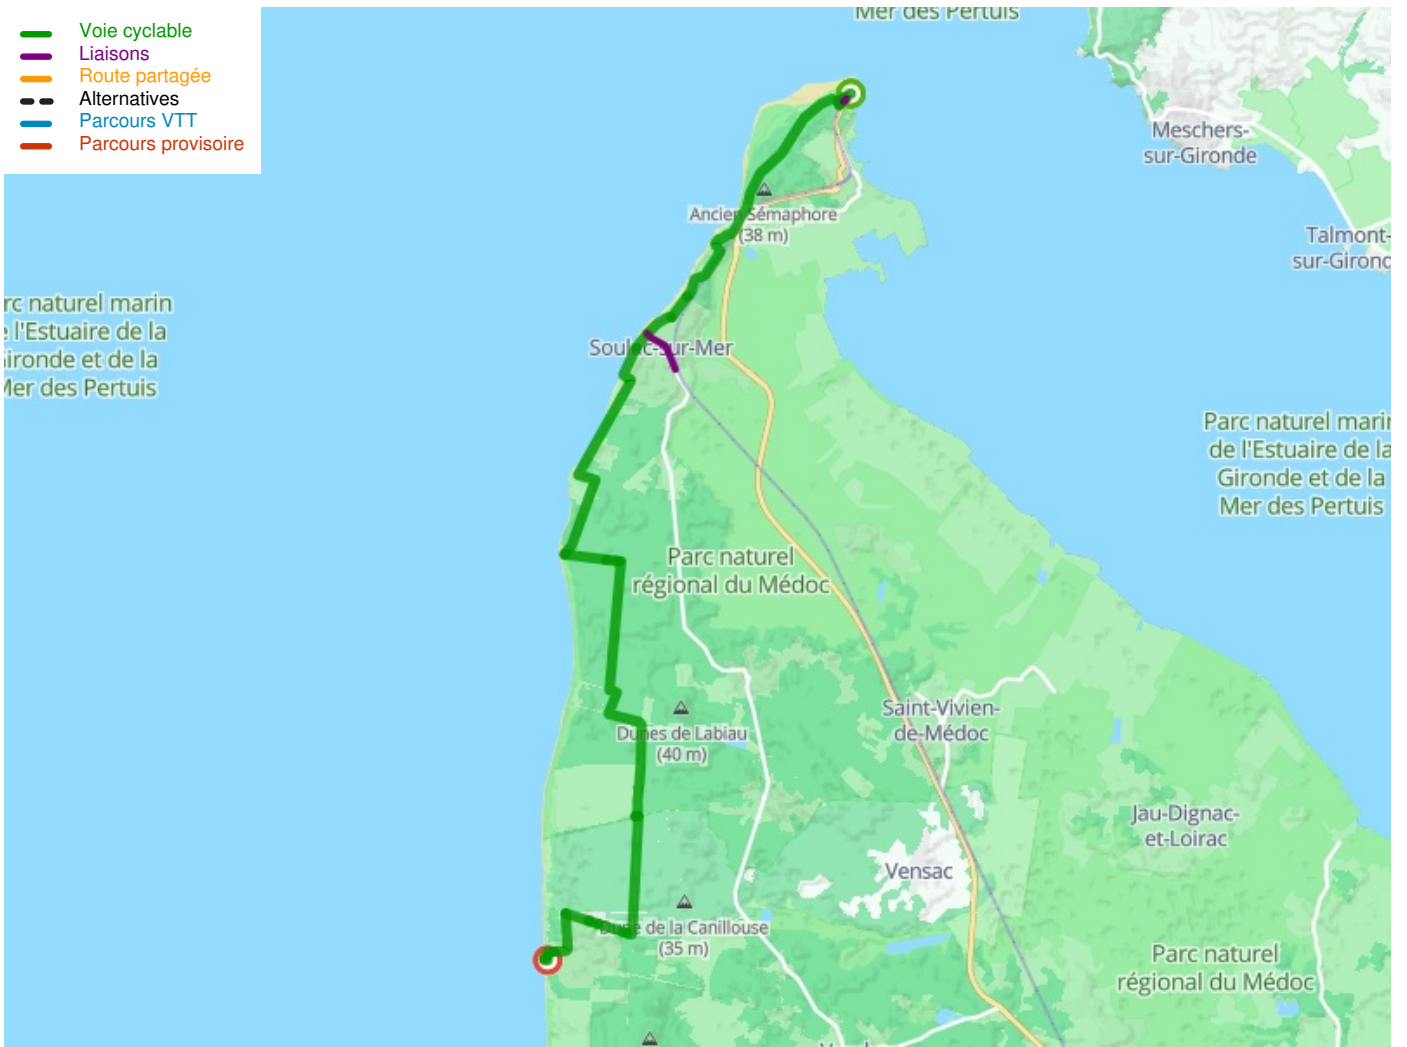 Voie cyclable
Liaisons
Route partagée
Alternatives
Parcours VTT
Parcours provisoire
Mer des Pertuis
Meschers-
sur-Gironde
Ancien Sémaphore
(38 m)
Talmont-
sur-Girond
rc naturel marin
e l'Estuaire de la
Gironde et de la
Mer des Pertuis
Soulac-sur-Mer
Parc naturel marin
de l'Estuaire de la
Gironde et de la
Mer des Pertuis
Parc naturel
régional du Médoc
Saint-Vivien-
de-Médoc
Dunes de Labiau
(40 m)
Jau-Dignac-
et-Loirac
Vensac
Dune de la Canillouse
(35 m)
Parc naturel
régional du Médoc